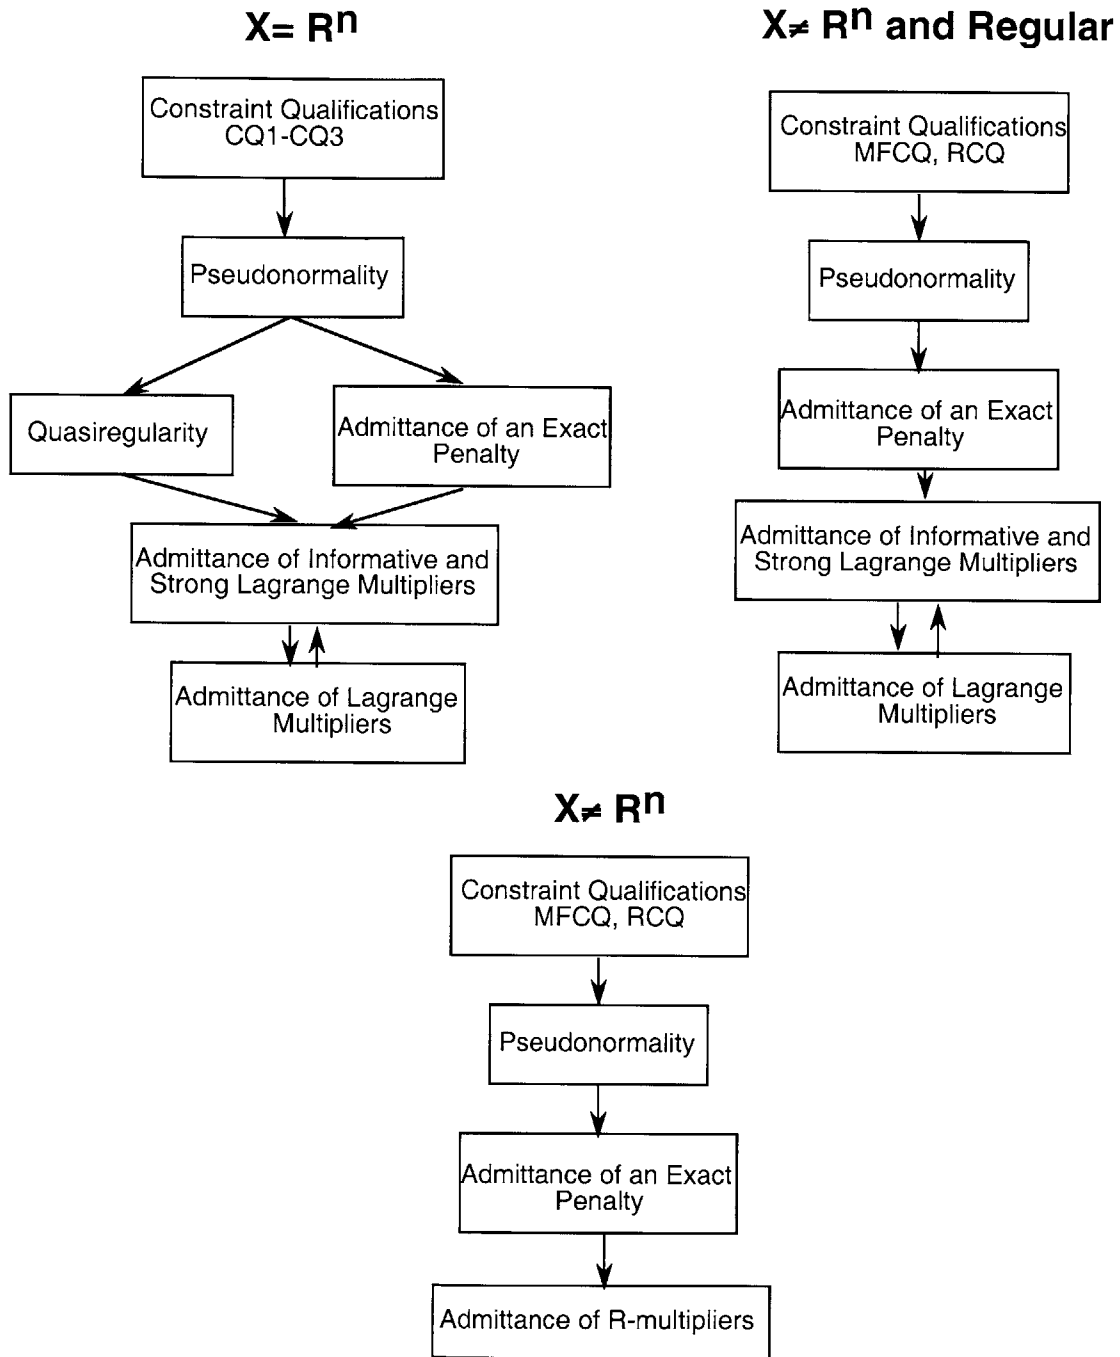 X= Rⁿ
Constraint Qualifications
CQ1-CQ3
Pseudonormality
Quasiregularity
Admittance of an Exact
Penalty
Admittance of Informative and
Strong Lagrange Multipliers
Admittance of Lagrange
Multipliers
X≠ Rⁿ and Regular
Constraint Qualifications
MFCQ, RCQ
Pseudonormality
Admittance of an Exact
Penalty
Admittance of Informative and
Strong Lagrange Multipliers
Admittance of Lagrange
Multipliers
X≠ Rⁿ
Constraint Qualifications
MFCQ, RCQ
Pseudonormality
Admittance of an Exact
Penalty
Admittance of R-multipliers